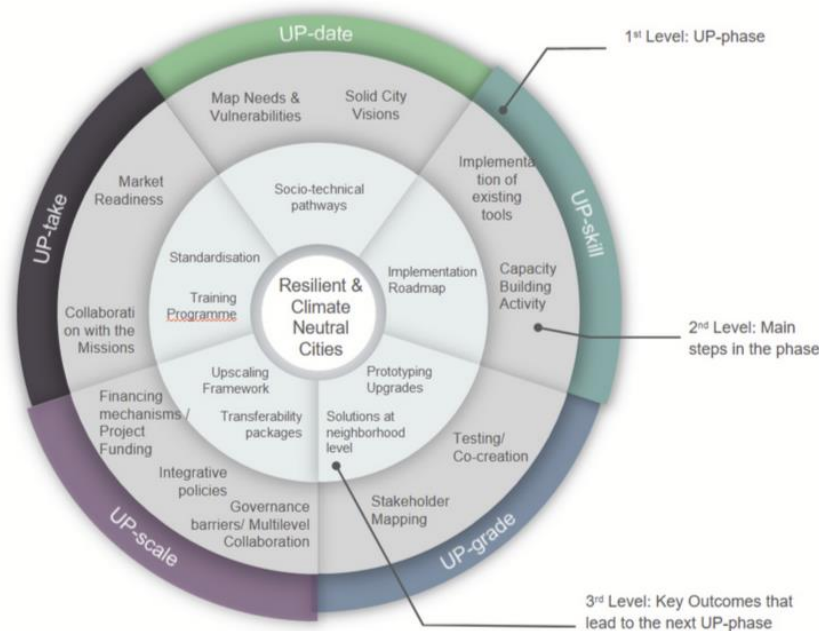 UP-date
1st Level: UP-phase
Map Needs &
Vulnerabilities
Solid City
Visions
UP-take
Market
Readiness
Socio-technical
pathways
Implementa
tion of
existing
tools
UP-skill
Standardisation
Training
Programme
Resilient &
Climate
Neutral
Cities
Implementation
Roadmap
Capacity
Building
Activity
Collaborati
on with the
Missions
2nd Level: Main
steps in the phase
Upscaling
Framework
Transferability
packages
Prototyping
Upgrades
Solutions at
neighborhood
level
Financing
mechanisms /
Project
Funding
Integrative
policies
Governance
barriers/ Multilevel
Collaboration
Testing/
Co-creation
Stakeholder
Mapping
UP-scale
UP-grade
3rd Level: Key Outcomes that
lead to the next UP-phase